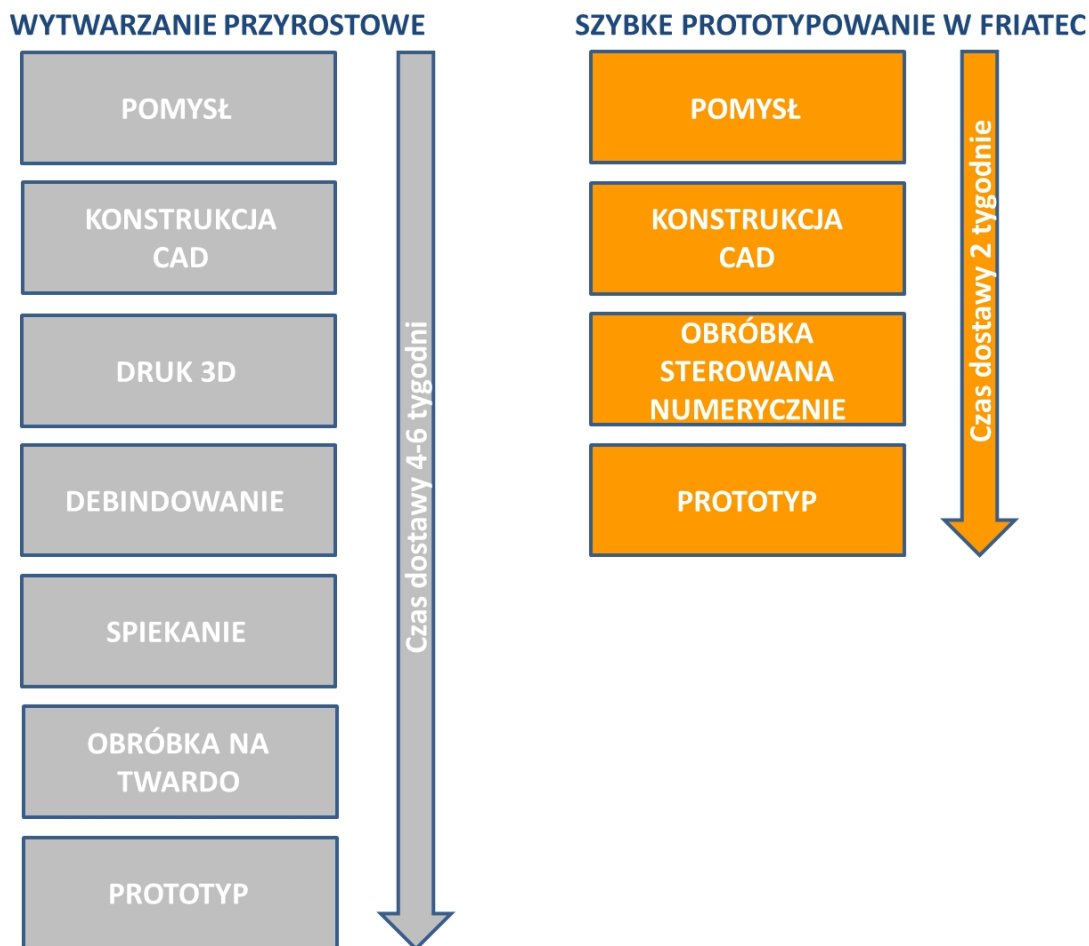 WYTWARZANIE PRZYROSTOWE
POMYSŁ
KONSTRUKCJA
CAD
DRUK 3D
DEBINDOWANIE
SPIEKANIE
OBRÓBKA NA
TWARDO
PROTOTYP
Czas dostawy 4-6 tygodni
SZYBKE PROTOTYPOWANIE W FRIATEC
POMYSŁ
KONSTRUKCJA
CAD
OBRÓBKA
STEROWANA
NUMERYCZNIE
PROTOTYP
Czas dostawy 2 tygodnie